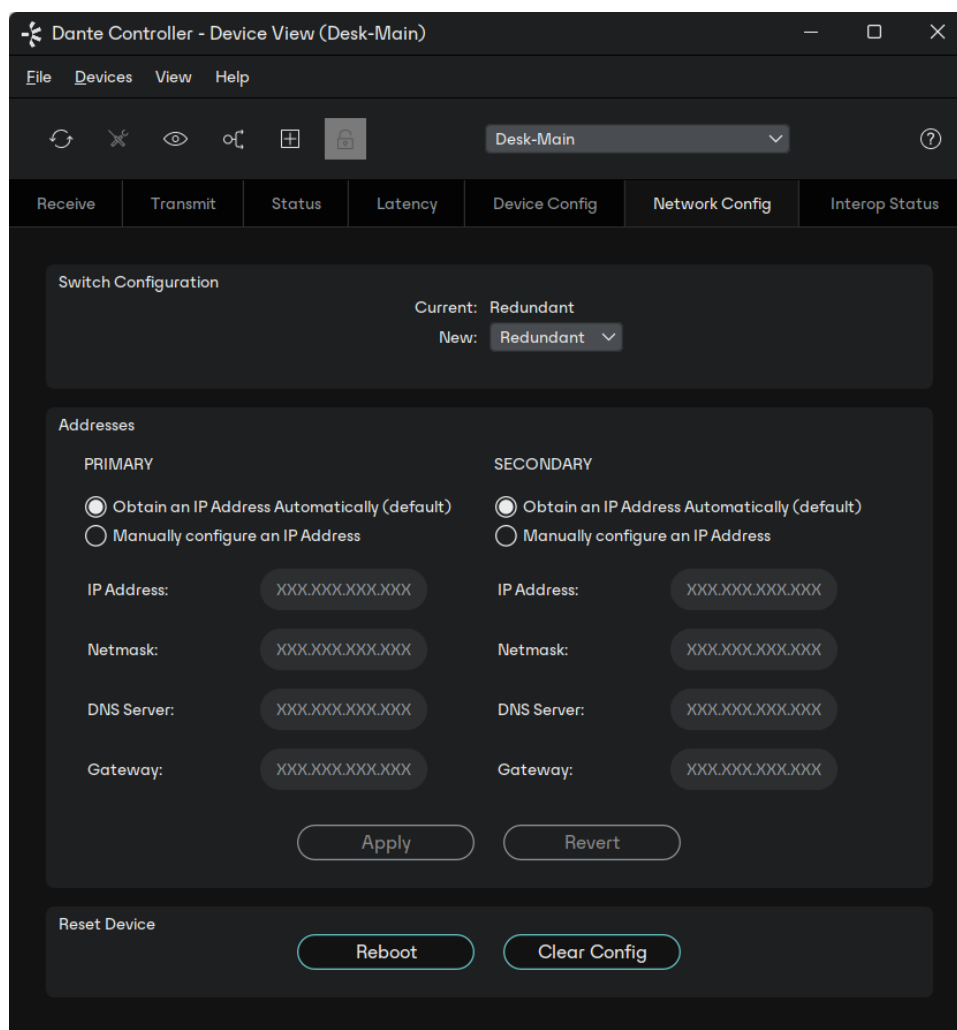 Dante Controller - Device View (Desk-Main)
File Devices View Help
Desk-Main
Receive Transmit Status Latency Device Config Network Config Interop Status
Switch Configuration
Current: Redundant
New: Redundant
Addresses
PRIMARY SECONDARY
Obtain an IP Address Automatically (default) Obtain an IP Address Automatically (default)
Manually configure an IP Address Manually configure an IP Address
IP Address: XXX.XXX.XXX.XXX IP Address: XXX.XXX.XXX.XXX
Netmask: XXX.XXX.XXX.XXX Netmask: XXX.XXX.XXX.XXX
DNS Server: XXX.XXX.XXX.XXX DNS Server: XXX.XXX.XXX.XXX
Gateway: XXX.XXX.XXX.XXX Gateway: XXX.XXX.XXX.XXX
Apply Revert
Reset Device
Reboot Clear Config